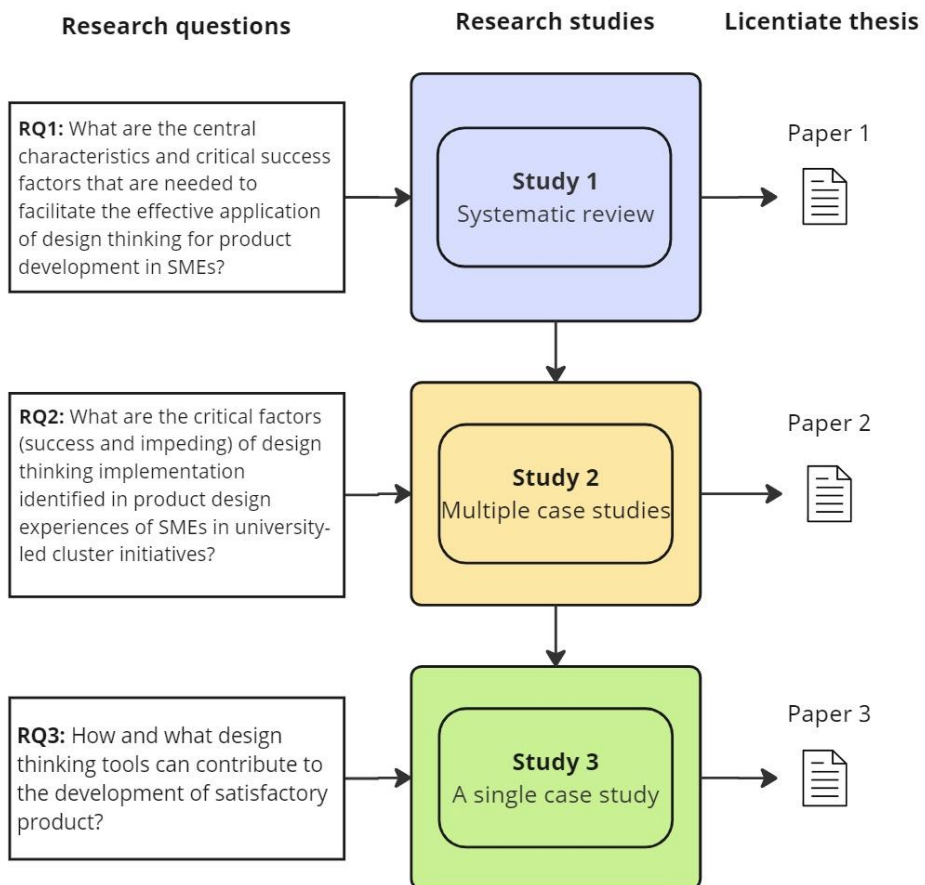 Research questions
Research studies
Licentiate thesis
RQ1: What are the central
characteristics and critical success
factors that are needed to
facilitate the effective application
of design thinking for product
development in SMEs?
Study 1
Systematic review
Paper 1
RQ2: What are the critical factors
(success and impeding) of design
thinking implementation
identified in product design
experiences of SMEs in university-
led cluster initiatives?
Study 2
Multiple case studies
Paper 2
RQ3: How and what design
thinking tools can contribute to
the development of satisfactory
product?
Study 3
A single case study
Paper 3